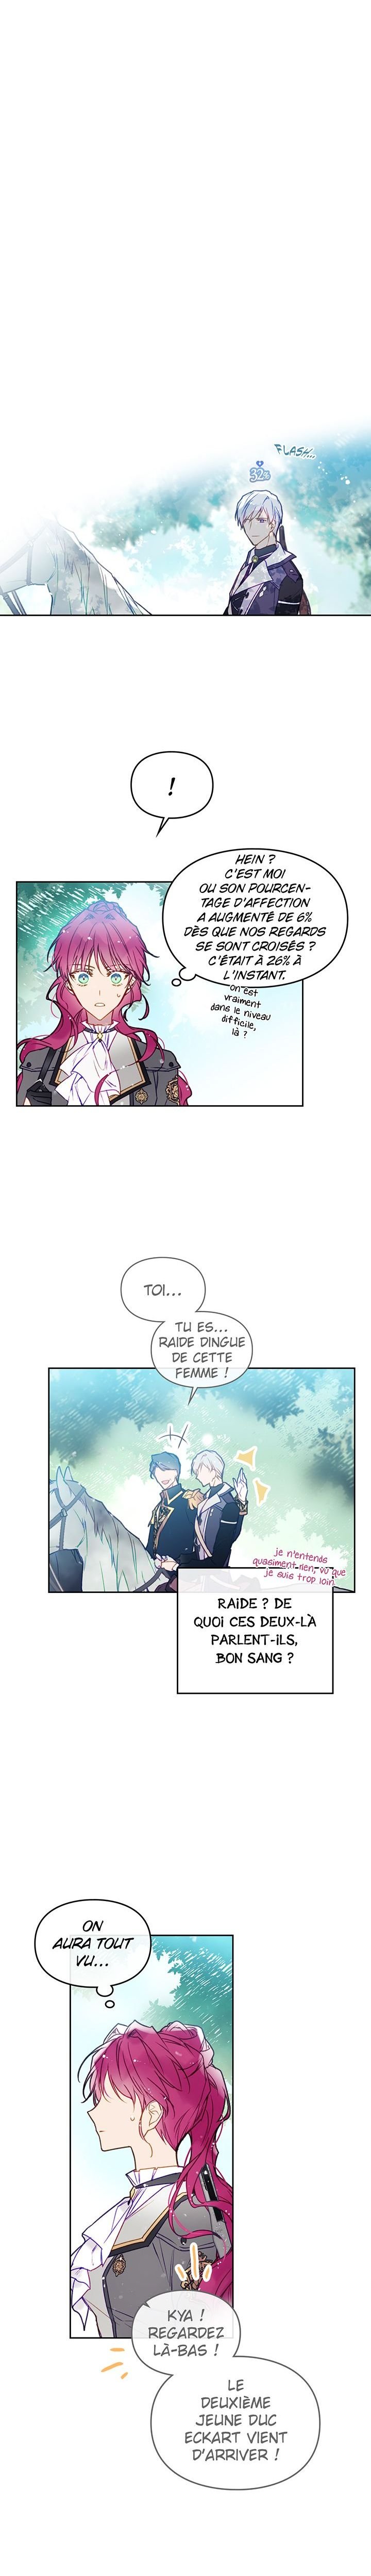 FLASH...
32%
!
HEIN ?
C'EST MOI
OU SON POURCEN-
TAGE D'AFFECTION
A AUGMENTÉ DE 6%
DÈS QUE NOS REGARDS
SE SONT CROISÉS ?
C'ÉTAIT À 26% À
L'INSTANT.
on est
vraiment
dans le niveau
difficile,
là ?
TOI...
TU ES...
RAIDE DINGUE
DE CETTE
FEMME !
je n'entends
quasiment rien, vu que
je suis trop loin
RAIDE ? DE
QUOI CES DEUX-LÀ
PARLENT-ILS,
BON SANG ?
ON
AURA TOUT
VU...
KYA !
REGARDEZ
LÀ-BAS !
LE
DEUXIÈME
JEUNE DUC
ECKART VIENT
D'ARRIVER !